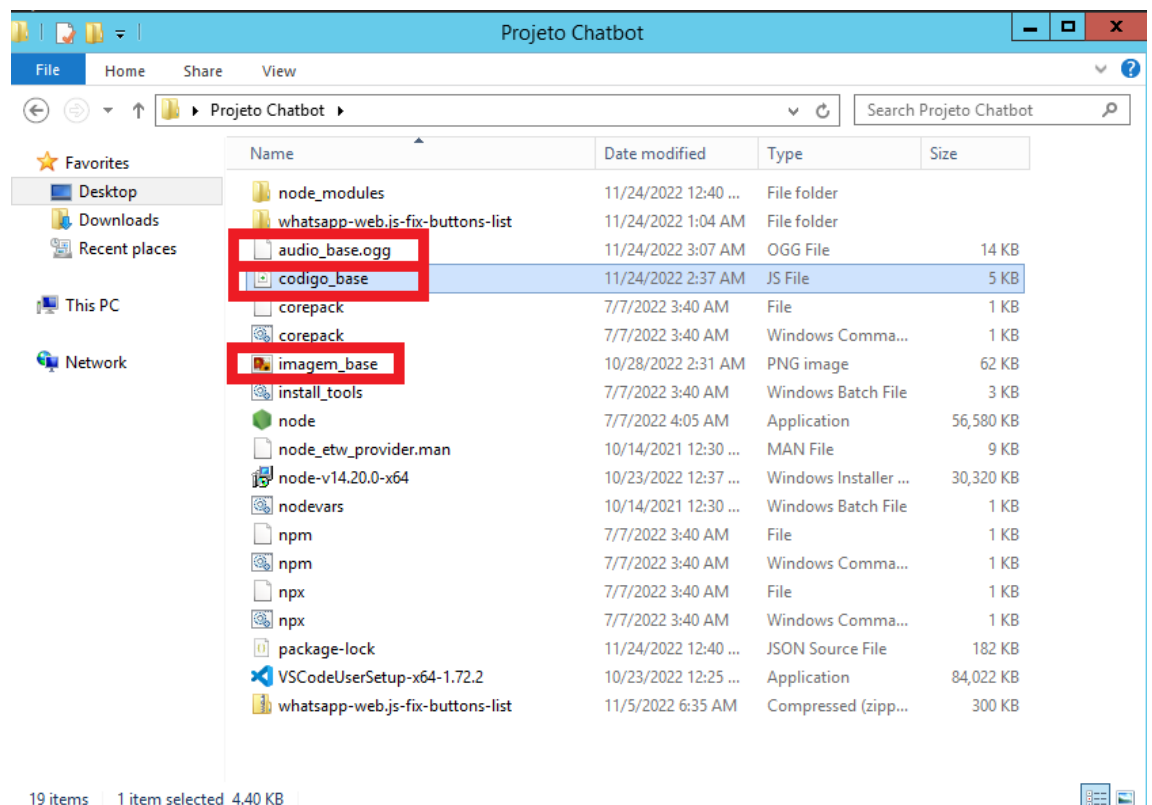 Projeto Chatbot
File Home Share View
Projeto Chatbot Search Projeto Chatbot
Name Date modified Type Size
Favorites
Desktop
Downloads
Recent places
This PC
Network
node_modules 11/24/2022 12:40 ... File folder
whatsapp-web.js-fix-buttons-list 11/24/2022 1:04 AM File folder
audio_base.ogg 11/24/2022 3:07 AM OGG File 14 KB
codigo_base 11/24/2022 2:37 AM JS File 5 KB
corepack 7/7/2022 3:40 AM File 1 KB
corepack 7/7/2022 3:40 AM Windows Comma... 1 KB
imagem_base 10/28/2022 2:31 AM PNG image 62 KB
install_tools 7/7/2022 3:40 AM Windows Batch File 3 KB
node 7/7/2022 4:05 AM Application 56,580 KB
node_etw_provider.man 10/14/2021 12:30 ... MAN File 9 KB
node-v14.20.0-x64 10/23/2022 12:37 ... Windows Installer ... 30,320 KB
nodevars 10/14/2021 12:30 ... Windows Batch File 1 KB
npm 7/7/2022 3:40 AM File 1 KB
npm 7/7/2022 3:40 AM Windows Comma... 1 KB
npx 7/7/2022 3:40 AM File 1 KB
npx 7/7/2022 3:40 AM Windows Comma... 1 KB
package-lock 11/24/2022 12:40 ... JSON Source File 182 KB
VSCodeUserSetup-x64-1.72.2 10/23/2022 12:25 ... Application 84,022 KB
whatsapp-web.js-fix-buttons-list 11/5/2022 6:35 AM Compressed (zipp... 300 KB
19 items 1 item selected 4.40 KB